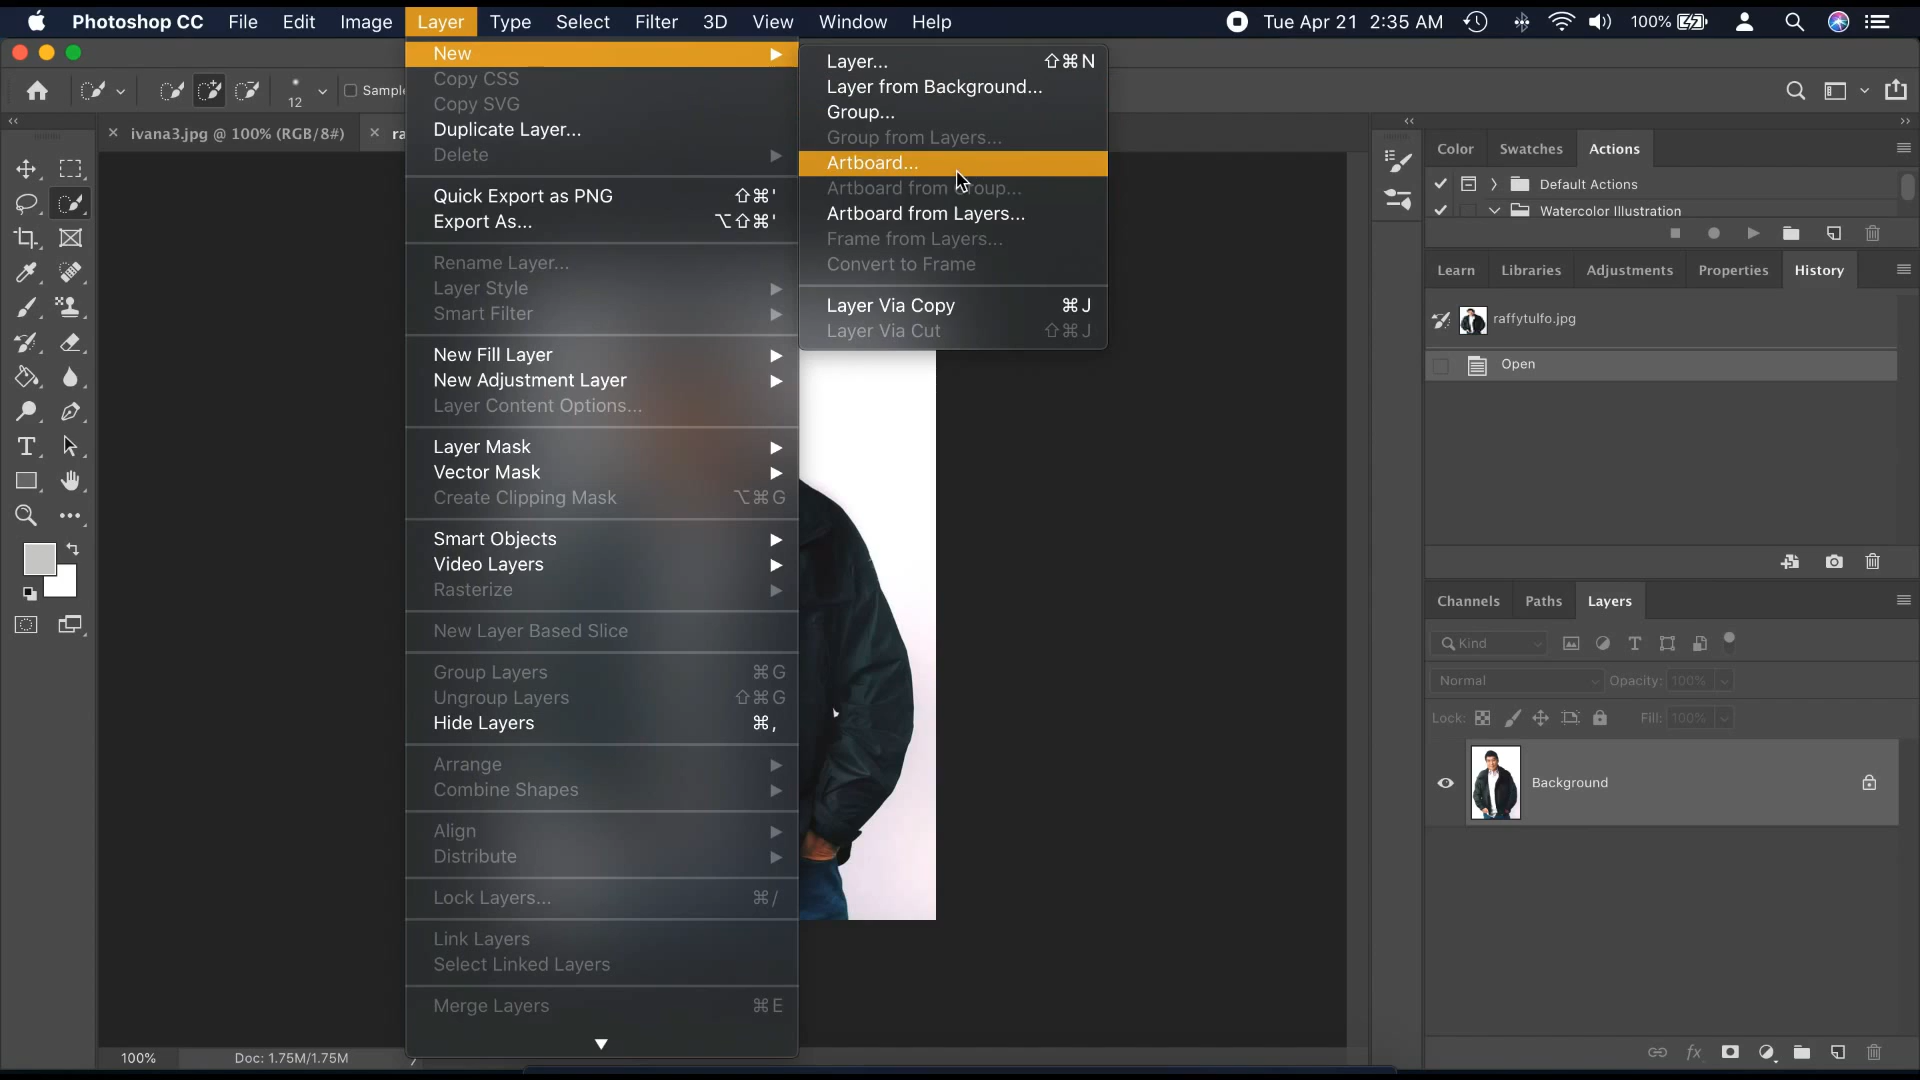 Photoshop CC File Edit Image Layer Type Select Filter 3D View Window Help Tue Apr 21 2:35 AM 100%
12 Sample
ivana3.jpg @ 100% (RGB/8#) ra
New
Copy CSS
Copy SVG
Duplicate Layer...
Delete
Quick Export as PNG ⇧⌘'
Export As... ⌥⇧⌘'
Rename Layer...
Layer Style
Smart Filter
New Fill Layer
New Adjustment Layer
Layer Content Options...
Layer Mask
Vector Mask
Create Clipping Mask ⌥⌘G
Smart Objects
Video Layers
Rasterize
New Layer Based Slice
Group Layers ⌘G
Ungroup Layers ⇧⌘G
Hide Layers ⌘,
Arrange
Combine Shapes
Align
Distribute
Lock Layers... ⌘/
Link Layers
Select Linked Layers
Merge Layers ⌘E
Layer... ⇧⌘N
Layer from Background...
Group...
Group from Layers...
Artboard...
Artboard from Group...
Artboard from Layers...
Frame from Layers...
Convert to Frame
Layer Via Copy ⌘J
Layer Via Cut ⇧⌘J
Color Swatches Actions
Default Actions
Watercolor Illustration
Learn Libraries Adjustments Properties History
raffytulfo.jpg
Open
Channels Paths Layers
Kind
Normal Opacity: 100%
Lock: Fill: 100%
Background
100% Doc: 1.75M/1.75M